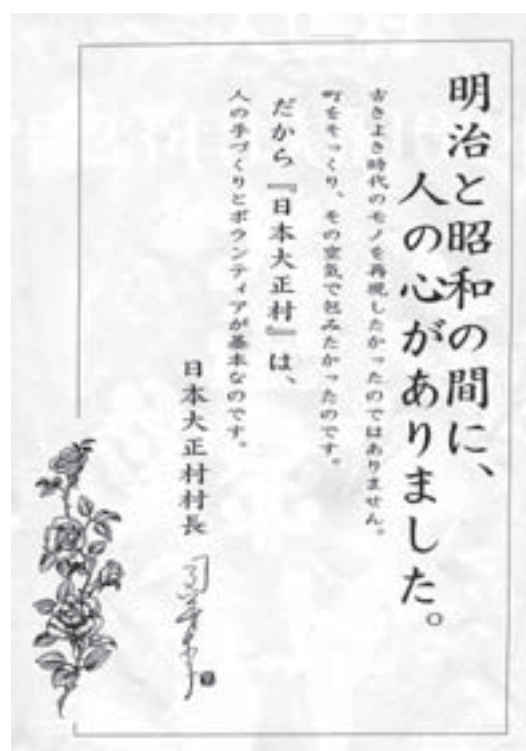 明治と昭和の間に、
人の心がありました。
古きよき時代のモノを再現したかったのではありません。
町をそっくり、その空気で包みたかったのです。
だから『日本大正村』は、
人の手づくりとボランティアが基本なのです。
日本大正村村長